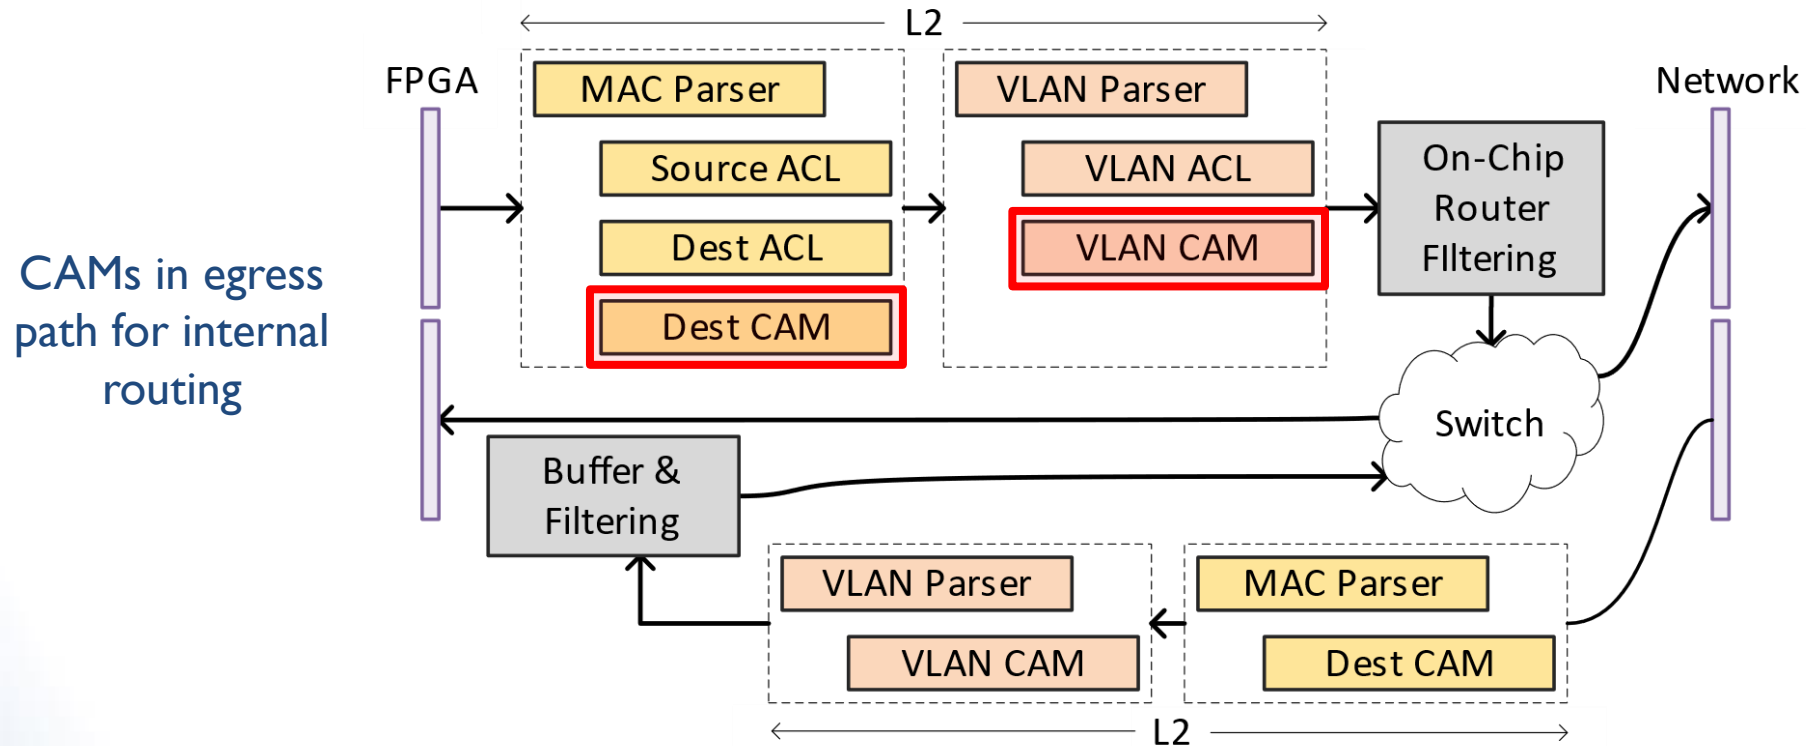 L2
FPGA
MAC Parser
Source ACL
Dest ACL
Dest CAM
VLAN Parser
VLAN ACL
VLAN CAM
On-Chip
Router
FIltering
Network
CAMs in egress
path for internal
routing
Switch
Buffer &
Filtering
VLAN Parser
VLAN CAM
MAC Parser
Dest CAM
L2